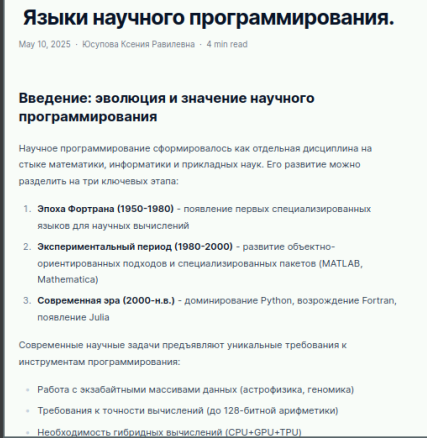 Языки научного программирования.
May 10, 2025 · Юсупова Ксения Равилевна · 4 min read
Введение: эволюция и значение научного
программирования
Научное программирование сформировалось как отдельная дисциплина на
стыке математики, информатики и прикладных наук. Его развитие можно
разделить на три ключевых этапа:
1. Эпоха Фортрана (1950-1980) - появление первых специализированных
языков для научных вычислений
2. Экспериментальный период (1980-2000) - развитие объектно-
ориентированных подходов и специализированных пакетов (MATLAB,
Mathematica)
3. Современная эра (2000-н.в.) - доминирование Python, возрождение Fortran,
появление Julia
Современные научные задачи предъявляют уникальные требования к
инструментам программирования:
◦ Работа с экзабайтными массивами данных (астрофизика, геномика)
◦ Требования к точности вычислений (до 128-битной арифметики)
◦ Необходимость гибридных вычислений (CPU+GPU+TPU)